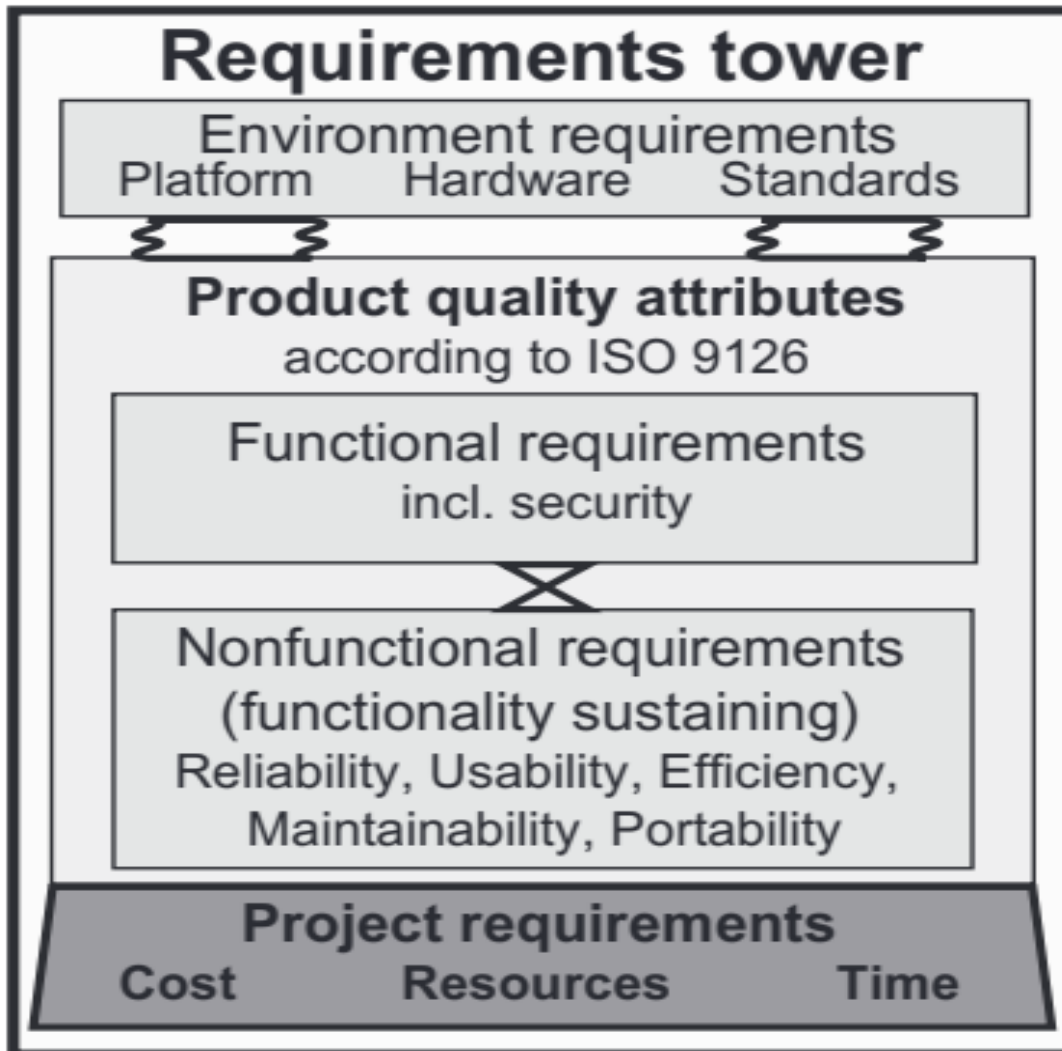 Requirements tower
Environment requirements
Platform Hardware Standards
Product quality attributes
according to ISO 9126
Functional requirements
incl. security
Nonfunctional requirements
(functionality sustaining)
Reliability, Usability, Efficiency,
Maintainability, Portability
Project requirements
Cost Resources Time